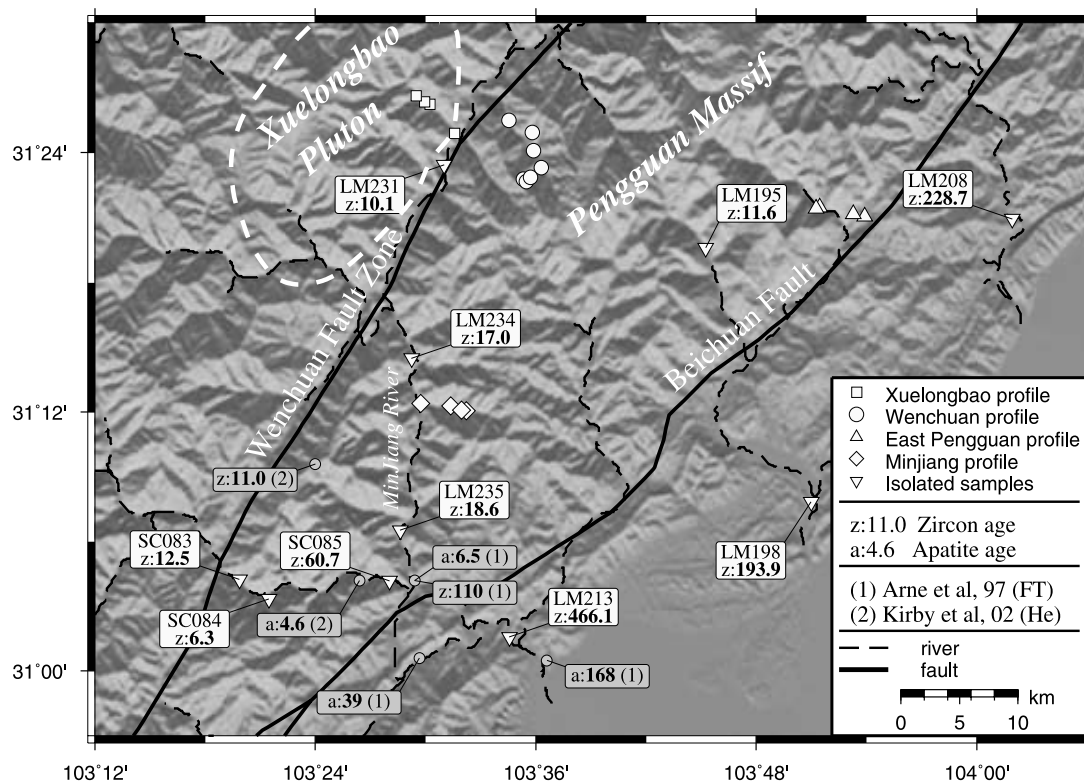 Xuelongbao
Pluton
Pengguan Massif
31˚24'
LM231
z:10.1
LM195
z:11.6
LM208
z:228.7
Wenchuan Fault Zone
LM234
z:17.0
Beichuan Fault
31˚12'
MinJiang River
z:11.0 (2)
LM235
z:18.6
SC083
z:12.5
SC085
z:60.7
a:6.5 (1)
z:110 (1)
LM198
z:193.9
SC084
z:6.3
a:4.6 (2)
LM213
z:466.1
31˚00'
a:39 (1)
a:168 (1)
Xuelongbao profile
Wenchuan profile
East Pengguan profile
Minjiang profile
Isolated samples
z:11.0 Zircon age
a:4.6 Apatite age
(1) Arne et al, 97 (FT)
(2) Kirby et al, 02 (He)
river
fault
km
0 5 10
103˚12' 103˚24' 103˚36' 103˚48' 104˚00'